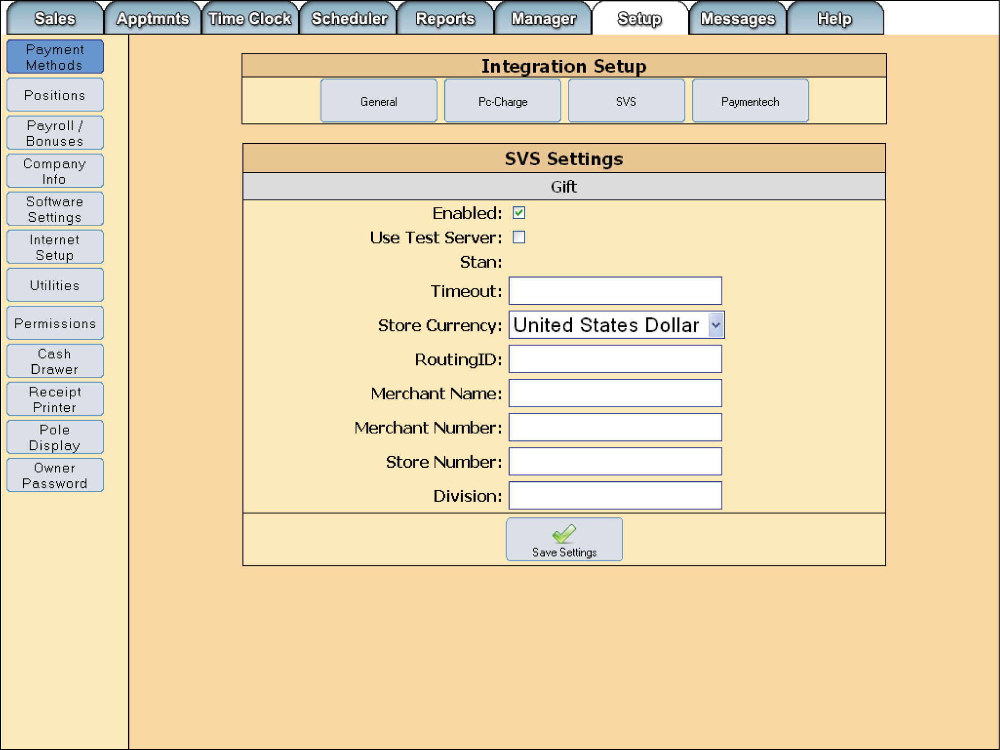 Sales
Apptmnts
Time Clock
Scheduler
Reports
Manager
Setup
Messages
Help
Payment
Methods
Positions
Payroll /
Bonuses
Company
Info
Software
Settings
Internet
Setup
Utilities
Permissions
Cash
Drawer
Receipt
Printer
Pole
Display
Owner
Password
Integration Setup
General
Pc-Charge
SVS
Paymentech
SVS Settings
Gift
Enabled:
Use Test Server:
Stan:
Timeout:
Store Currency: United States Dollar
RoutingID:
Merchant Name:
Merchant Number:
Store Number:
Division:
Save Settings